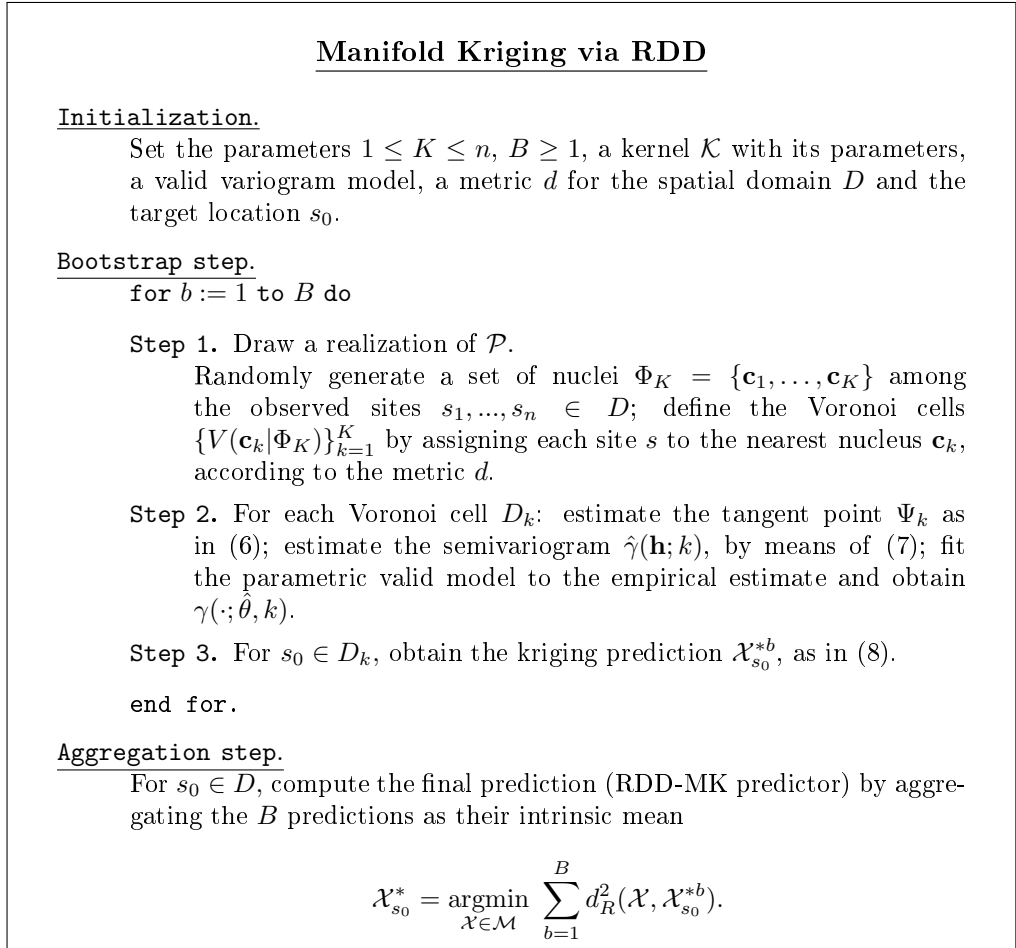 Manifold Kriging via RDD
Initialization.
Set the parameters 1 ≤ K ≤ n, B ≥ 1, a kernel 𝒦 with its parameters,
a valid variogram model, a metric d for the spatial domain D and the
target location s₀.
Bootstrap step.
for b := 1 to B do
Step 1. Draw a realization of 𝒫.
Randomly generate a set of nuclei Φ_K = {c₁, . . . , c_K} among
the observed sites s₁, ..., sₙ ∈ D; define the Voronoi cells
{V(c_k|Φ_K)}_{k=1}^K by assigning each site s to the nearest nucleus c_k,
according to the metric d.
Step 2. For each Voronoi cell D_k: estimate the tangent point Ψ_k as
in (6); estimate the semivariogram γ̂(h; k), by means of (7); fit
the parametric valid model to the empirical estimate and obtain
γ(·; θ̂, k).
Step 3. For s₀ ∈ D_k, obtain the kriging prediction 𝒳_{s₀}^{*b}, as in (8).
end for.
Aggregation step.
For s₀ ∈ D, compute the final prediction (RDD-MK predictor) by aggre-
gating the B predictions as their intrinsic mean
𝒳_{s₀}^* = argmin_{𝒳∈ℳ} ∑_{b=1}^B d_R^2(𝒳, 𝒳_{s₀}^{*b}).